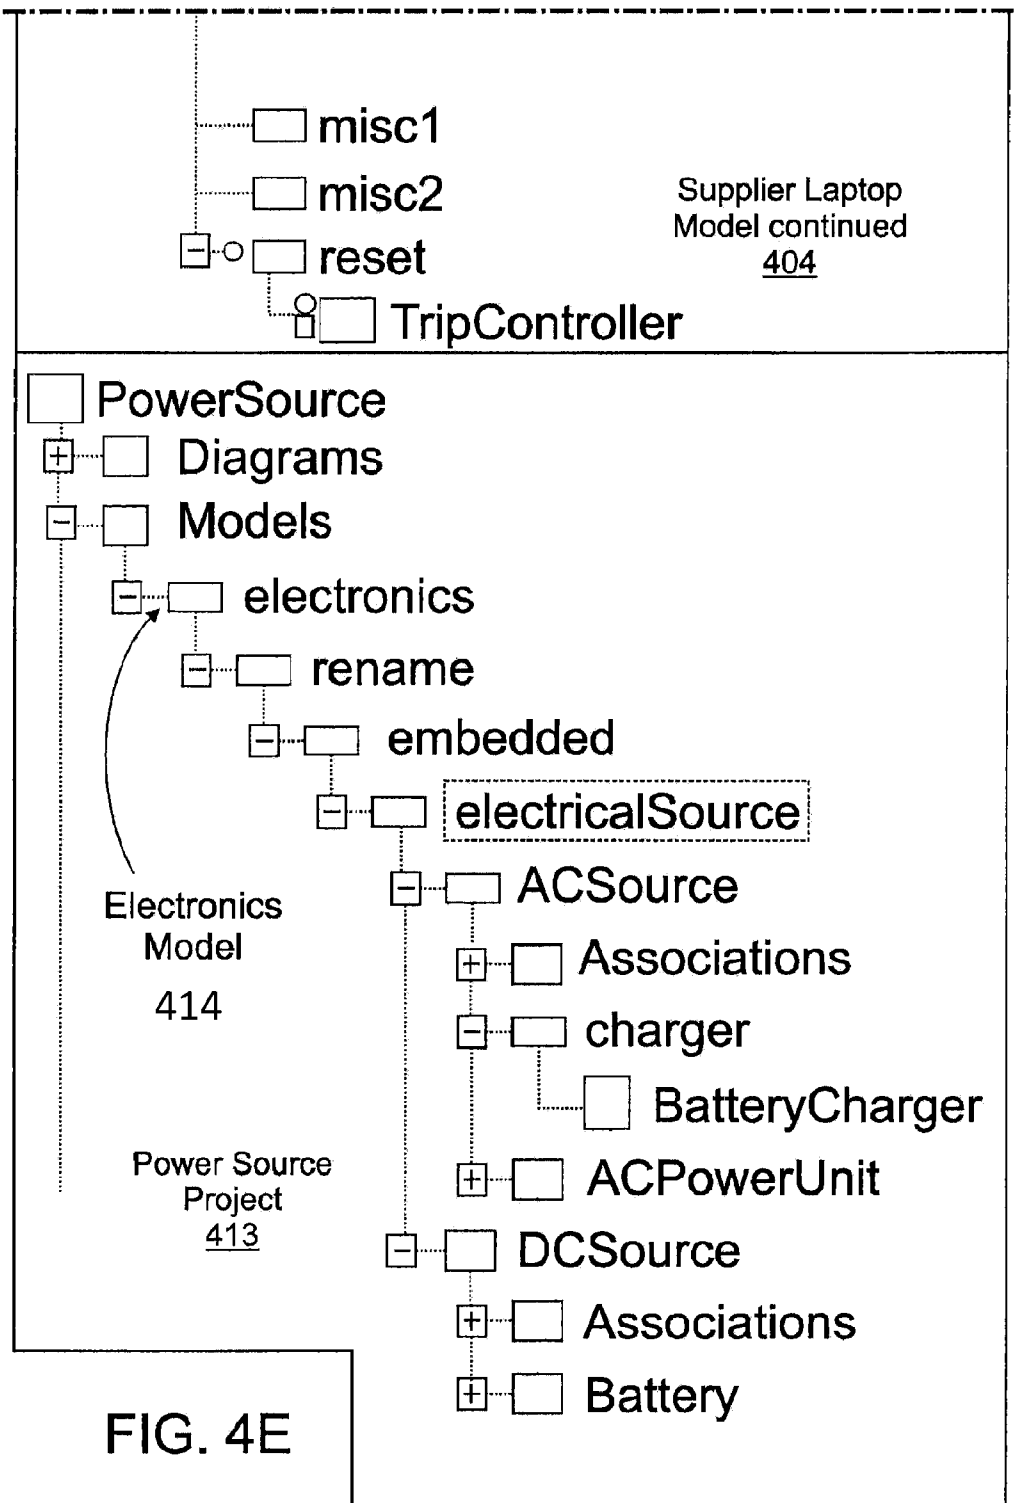 misc1
misc2
Supplier Laptop
Model continued
404
reset
TripController
PowerSource
Diagrams
Models
electronics
rename
embedded
electricalSource
ACSource
Electronics
Model
414
Associations
charger
BatteryCharger
Power Source
Project
413
ACPowerUnit
DCSource
Associations
Battery
FIG. 4E